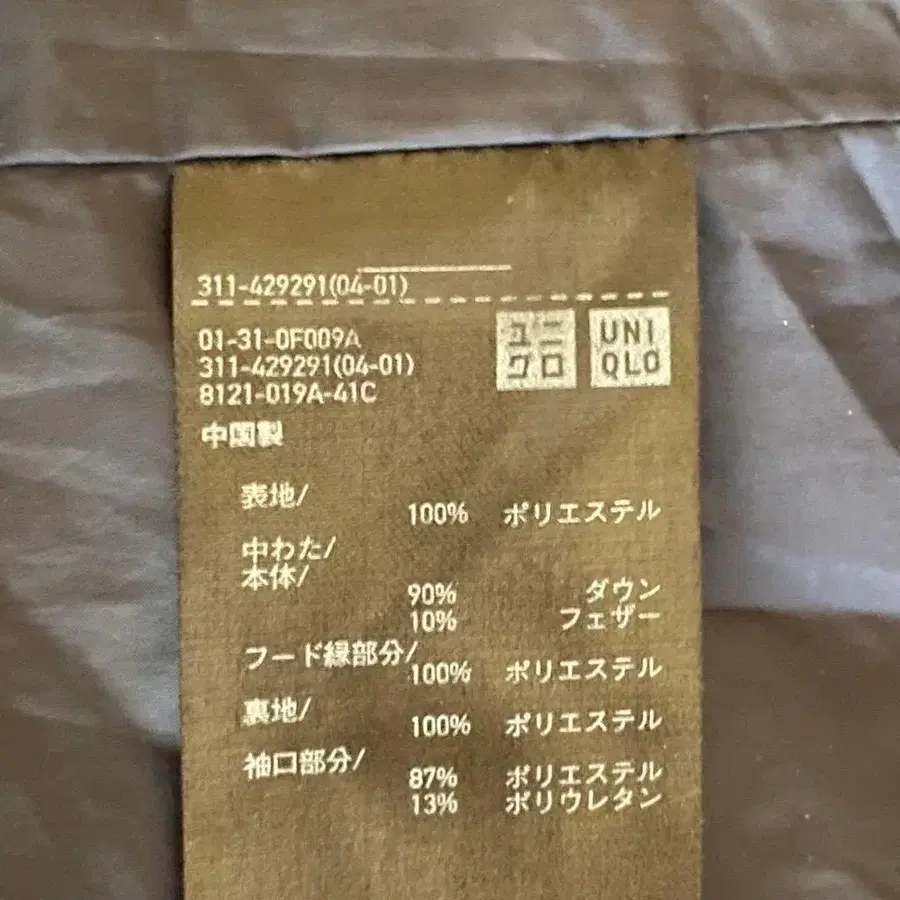 311-429291(04-01)
01-31-0F009A
311-429291(04-01)
8121-019A-41C
ユニ
クロ
UNI
QLO
中国製
表地/
100% ポリエステル
中わた/
本体/
90% ダウン
10% フェザー
フード縁部分/
100% ポリエステル
裏地/
100% ポリエステル
袖口部分/
87% ポリエステル
13% ポリウレタン